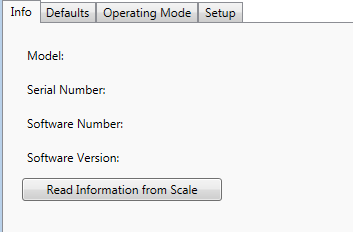 Info Defaults Operating Mode Setup
Model:
Serial Number:
Software Number:
Software Version:
Read Information from Scale